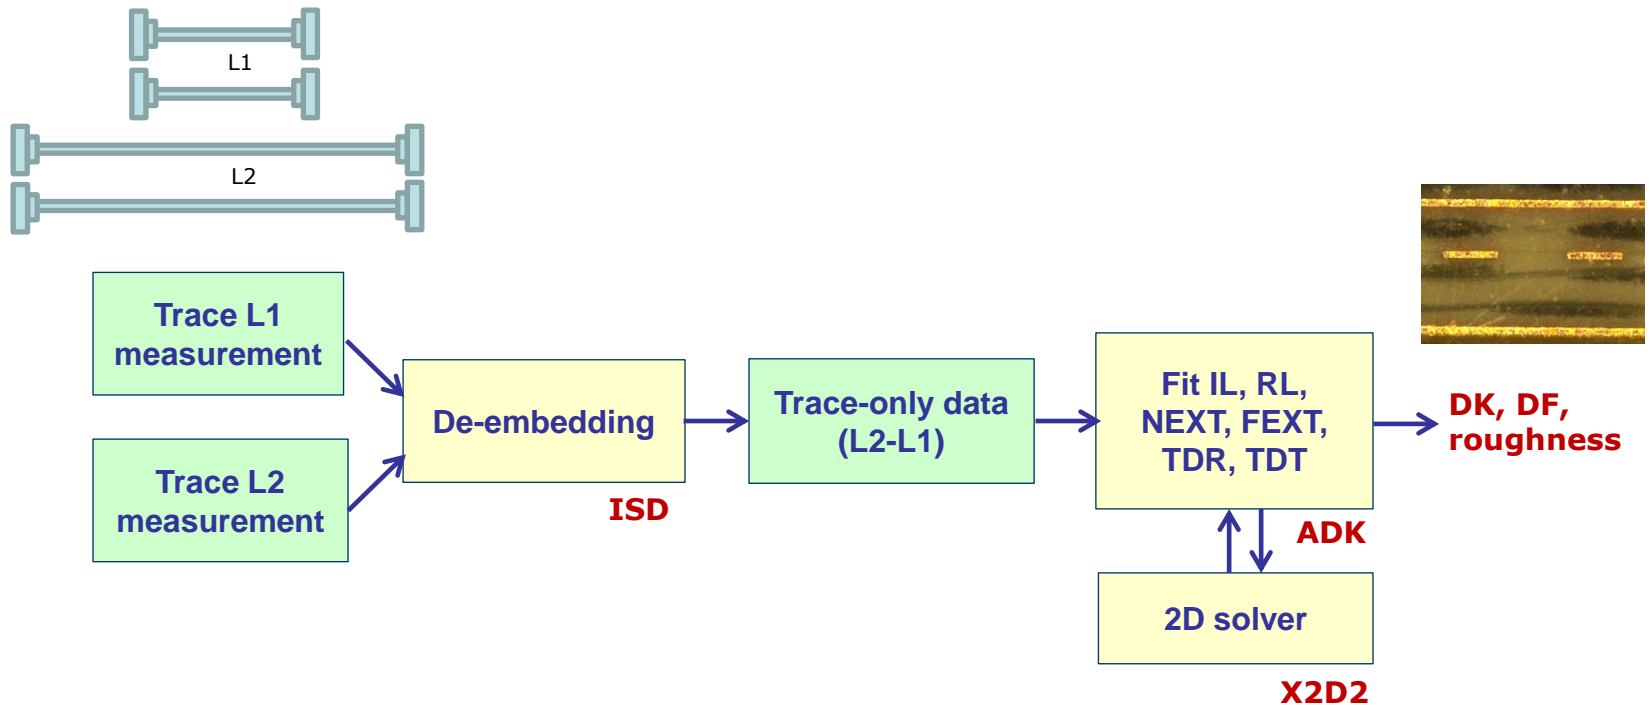 L1
L2
Trace L1
measurement
Trace L2
measurement
De-embedding
ISD
Trace-only data
(L2-L1)
Fit IL, RL,
NEXT, FEXT,
TDR, TDT
ADK
2D solver
X2D2
DK, DF,
roughness